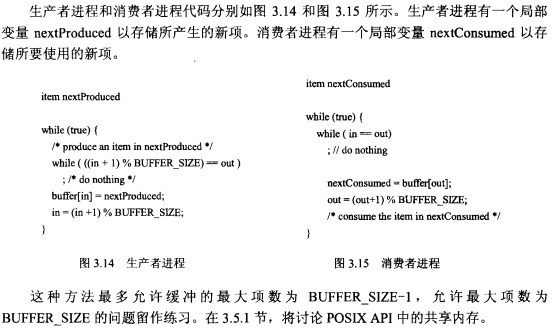 生产者进程和消费者进程代码分别如图 3.14 和图 3.15 所示。生产者进程有一个局部
变量 nextProduced 以存储所产生的新项。消费者进程有一个局部变量 nextConsumed 以存
储所要使用的新项。
item nextProduced
while (true) {
/* produce an item in nextProduced */
while ( ((in + 1) % BUFFER_SIZE) == out )
; /* do nothing */
buffer[in] = nextProduced;
in = (in +1) % BUFFER_SIZE;
}
图 3.14 生产者进程
item nextConsumed
while (true) {
while ( in == out)
; // do nothing
nextConsumed = buffer[out];
out = (out+1) % BUFFER_SIZE;
/* consume the item in nextConsumed */
}
图 3.15 消费者进程
这种方法最多允许缓冲的最大项数为 BUFFER_SIZE-1，允许最大项数为
BUFFER_SIZE 的问题留作练习。在 3.5.1 节，将讨论 POSIX API 中的共享内存。